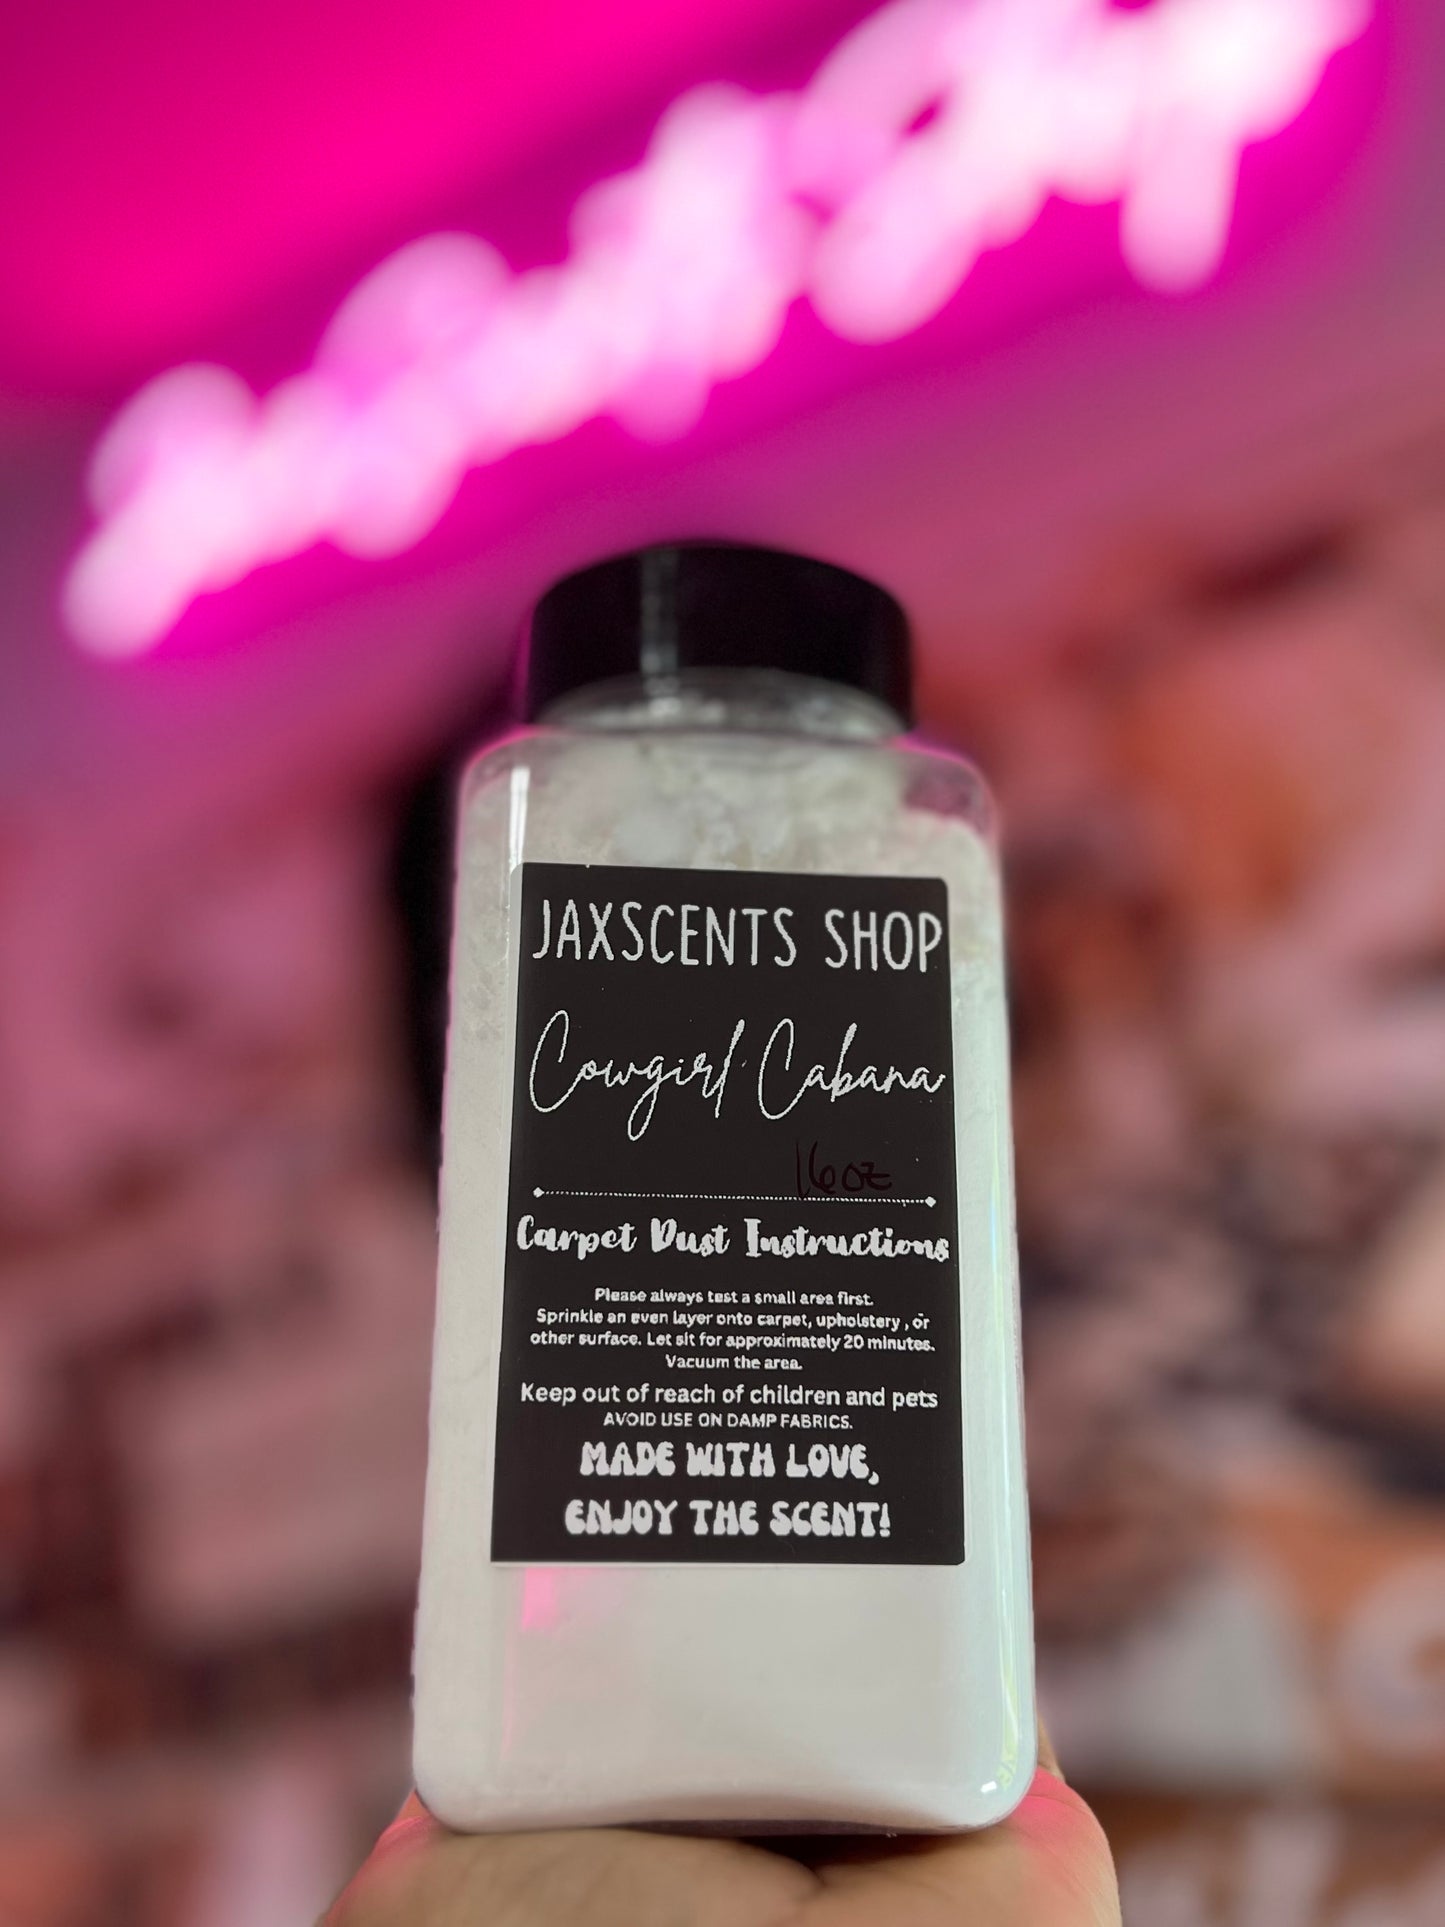 JAXSCENTS SHOP
Cowgirl Cabana
16oz
Carpet Dust Instructions
Please always test a small area first.
Sprinkle an even layer onto carpet, upholstery , or
other surface. Let sit for approximately 20 minutes.
Vacuum the area.
Keep out of reach of children and pets
AVOID USE ON DAMP FABRICS.
MADE WITH LOVE,
ENJOY THE SCENT!